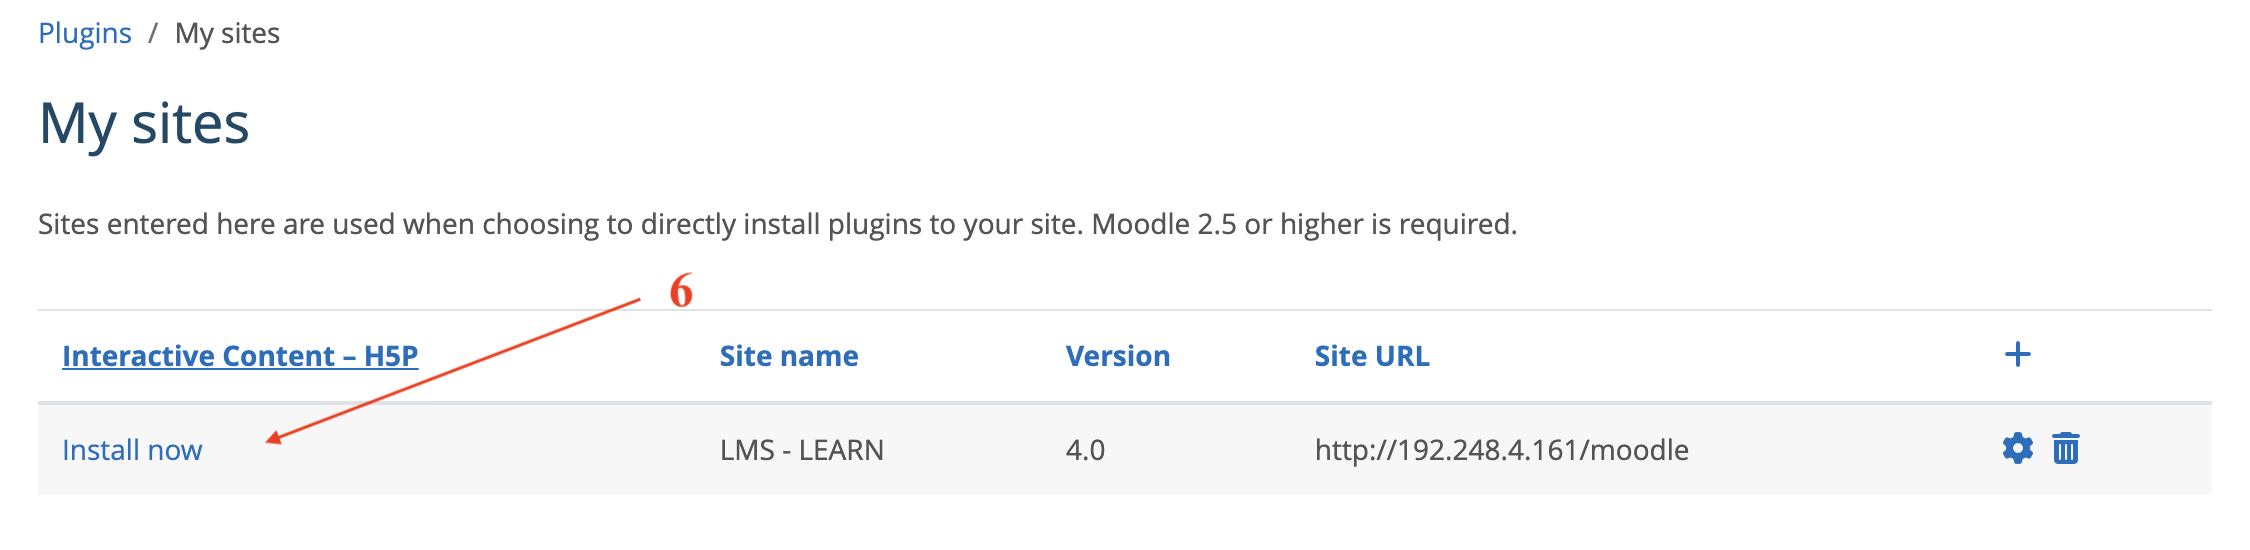 Plugins / My sites
My sites
Sites entered here are used when choosing to directly install plugins to your site. Moodle 2.5 or higher is required.
6
Interactive Content – H5P Site name Version Site URL +
Install now LMS - LEARN 4.0 http://192.248.4.161/moodle